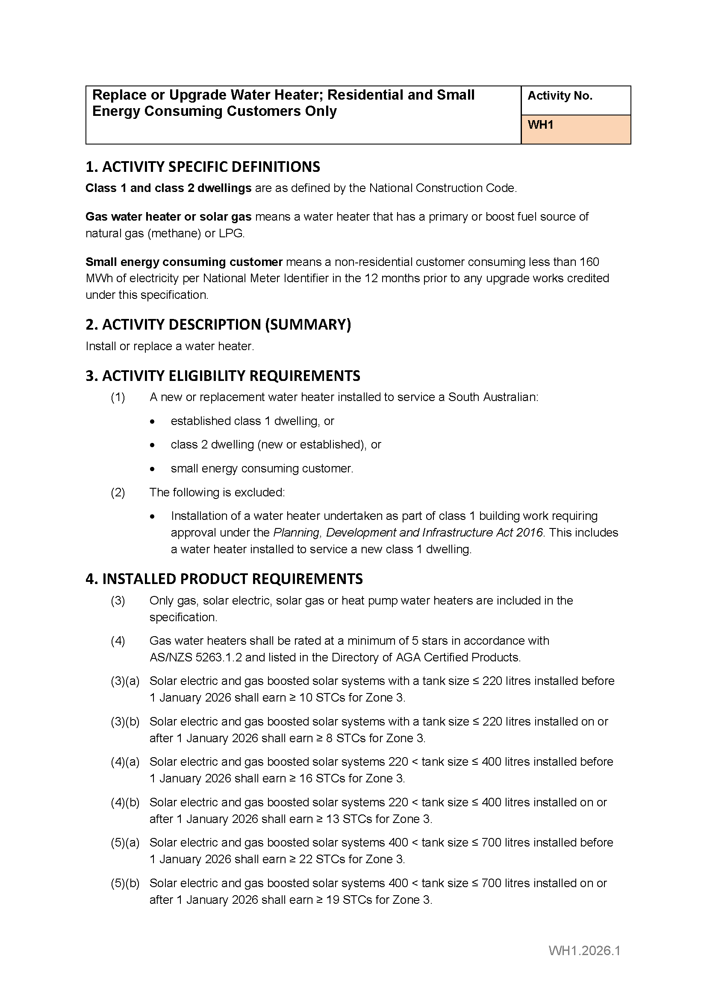 Replace or Upgrade Water Heater; Residential and Small
Energy Consuming Customers Only
Activity No.
WH1
1. ACTIVITY SPECIFIC DEFINITIONS
Class 1 and class 2 dwellings are as defined by the National Construction Code.
Gas water heater or solar gas means a water heater that has a primary or boost fuel source of
natural gas (methane) or LPG.
Small energy consuming customer means a non-residential customer consuming less than 160
MWh of electricity per National Meter Identifier in the 12 months prior to any upgrade works credited
under this specification.
2. ACTIVITY DESCRIPTION (SUMMARY)
Install or replace a water heater.
3. ACTIVITY ELIGIBILITY REQUIREMENTS
(1) A new or replacement water heater installed to service a South Australian:
• established class 1 dwelling, or
• class 2 dwelling (new or established), or
• small energy consuming customer.
(2) The following is excluded:
• Installation of a water heater undertaken as part of class 1 building work requiring
approval under the Planning, Development and Infrastructure Act 2016. This includes
a water heater installed to service a new class 1 dwelling.
4. INSTALLED PRODUCT REQUIREMENTS
(3) Only gas, solar electric, solar gas or heat pump water heaters are included in the
specification.
(4) Gas water heaters shall be rated at a minimum of 5 stars in accordance with
AS/NZS 5263.1.2 and listed in the Directory of AGA Certified Products.
(3)(a) Solar electric and gas boosted solar systems with a tank size ≤ 220 litres installed before
1 January 2026 shall earn ≥ 10 STCs for Zone 3.
(3)(b) Solar electric and gas boosted solar systems with a tank size ≤ 220 litres installed on or
after 1 January 2026 shall earn ≥ 8 STCs for Zone 3.
(4)(a) Solar electric and gas boosted solar systems 220 < tank size ≤ 400 litres installed before
1 January 2026 shall earn ≥ 16 STCs for Zone 3.
(4)(b) Solar electric and gas boosted solar systems 220 < tank size ≤ 400 litres installed on or
after 1 January 2026 shall earn ≥ 13 STCs for Zone 3.
(5)(a) Solar electric and gas boosted solar systems 400 < tank size ≤ 700 litres installed before
1 January 2026 shall earn ≥ 22 STCs for Zone 3.
(5)(b) Solar electric and gas boosted solar systems 400 < tank size ≤ 700 litres installed on or
after 1 January 2026 shall earn ≥ 19 STCs for Zone 3.
WH1.2026.1